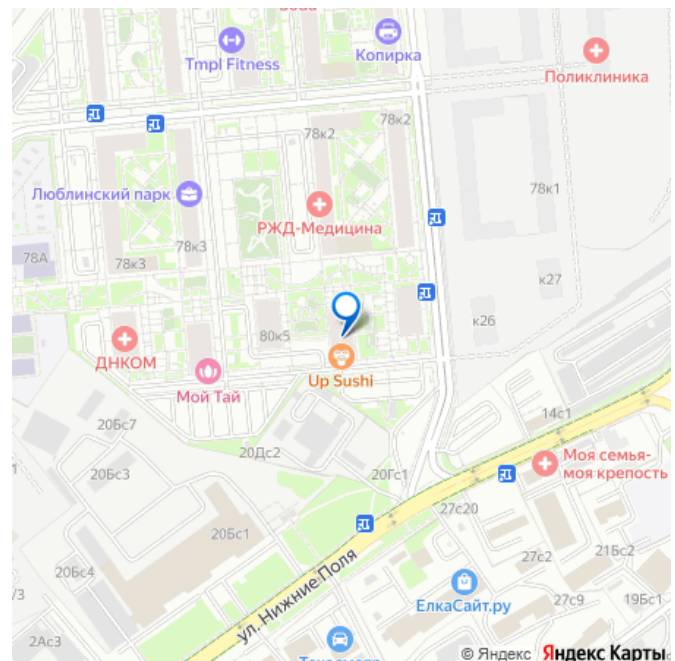 Tmpl Fitness
Копирка
Поликлиника
78к2
78к2
78к1
Люблинский парк
РЖД-Медицина
78к3
78А
78к3
к27
к26
80к5
ДНКОМ
Мой Тай
Up Sushi
14с1
20Бс7
20Дс2
Моя семья-
моя крепость
20Бс3
20Гс1
27с20
20Бс1
27с2
21Бс2
20Бс4
ул. Нижние Поля
ЕлкаСайт.ру
27с9
19Бс1
2Ас3
© Яндекс Яндекс Карты